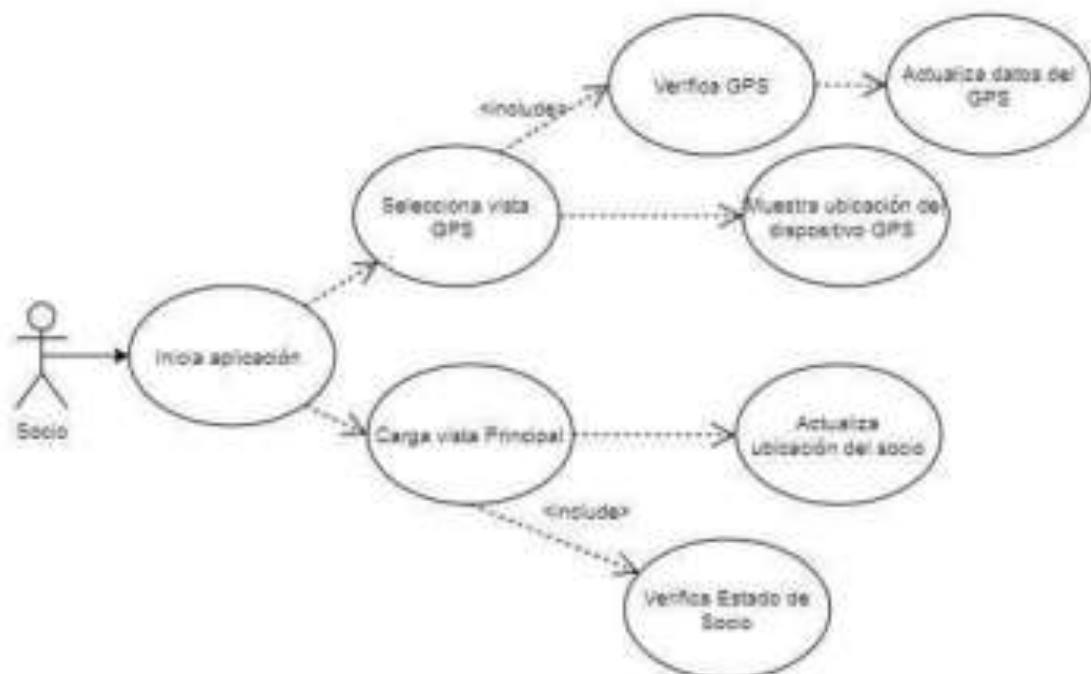 Verifica GPS
Actualiza datos del
GPS
<include>
Selecciona vista
GPS
Muestra ubicación del
dispositivo GPS
Inicia aplicación
Socio
Carga vista Principal
Actualiza
ubicación del socio
<include>
Verifica Estado de
Socio